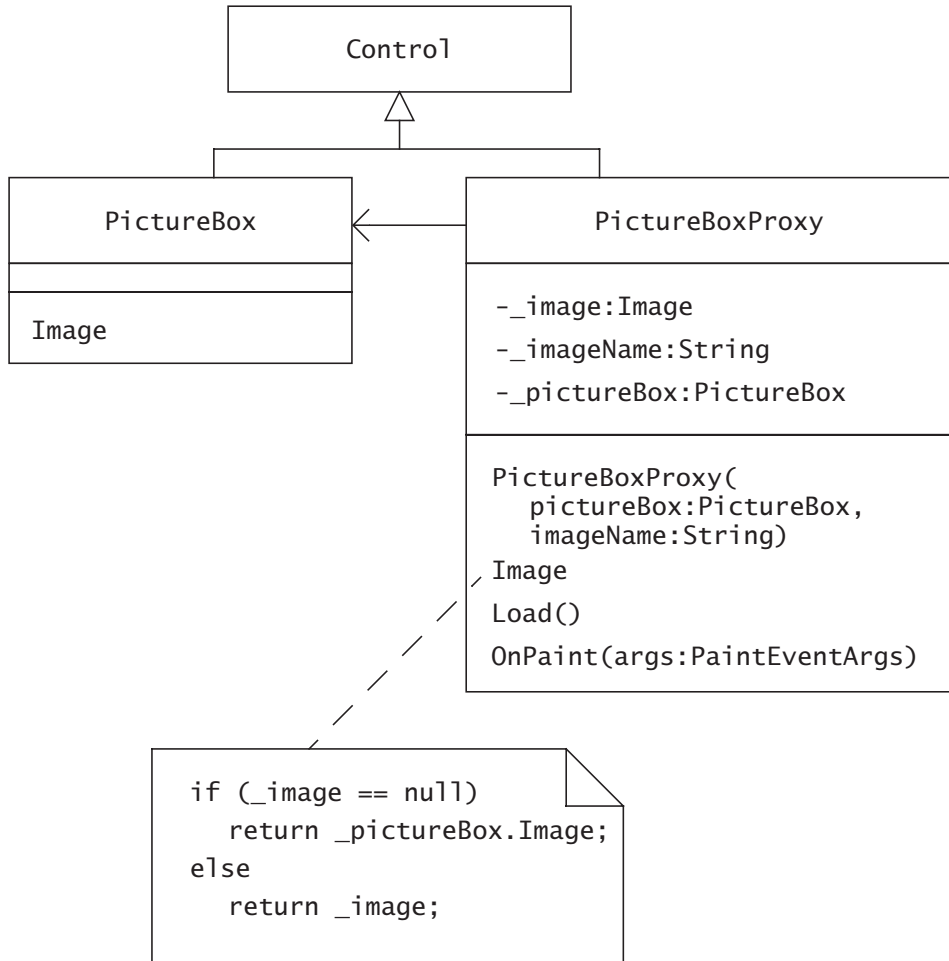 Control
PictureBox
Image
PictureBoxProxy
-_image:Image
-_imageName:String
-_pictureBox:PictureBox
PictureBoxProxy(
pictureBox:PictureBox,
imageName:String)
Image
Load()
OnPaint(args:PaintEventArgs)
if (_image == null)
return _pictureBox.Image;
else
return _image;